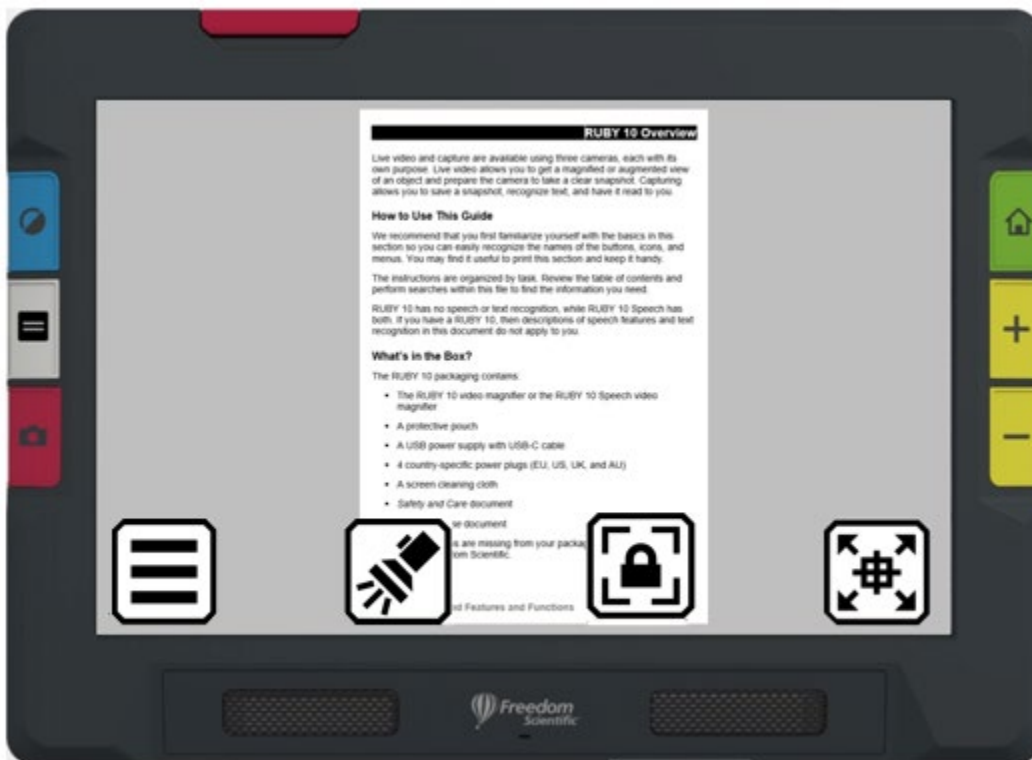 RUBY 10 Overview
Live video and capture are available using three cameras, each with its
own purpose. Live video allows you to get a magnified or augmented view
of an object and prepare the camera to take a clear snapshot. Capturing
allows you to save a snapshot, recognize text, and have it read to you.
How to Use This Guide
We recommend that you first familiarize yourself with the basics in this
section so you can easily recognize the names of the buttons, icons, and
menus. You may find it useful to print this section and keep it handy.
The instructions are organized by task. Review the table of contents and
perform searches within this file to find the information you need.
RUBY 10 has no speech or text recognition, while RUBY 10 Speech has
both. If you have a RUBY 10, then descriptions of speech features and text
recognition in this document do not apply to you.
What's in the Box?
The RUBY 10 packaging contains:
• The RUBY 10 video magnifier or the RUBY 10 Speech video
magnifier
• A protective pouch
• A USB power supply with USB-C cable
• 4 country-specific power plugs (EU, US, UK, and AU)
• A screen cleaning cloth
• Safety and Care document
document
are missing from your
Scientific.
Features and Functions
Freedom
Scientific